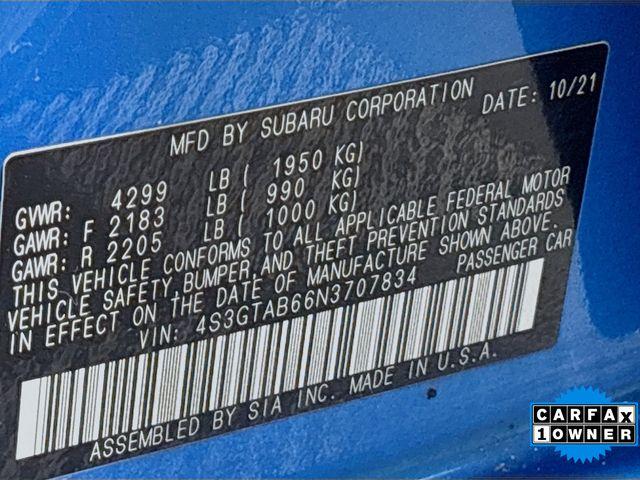 MFD BY SUBARU CORPORATION DATE: 10/21
GVWR: 4299 LB ( 1950 KG)
GAWR: F 2183 LB ( 990 KG)
GAWR: R 2205 LB ( 1000 KG)
THIS VEHICLE CONFORMS TO ALL APPLICABLE FEDERAL MOTOR
VEHICLE SAFETY BUMPER, AND THEFT PREVENTION STANDARDS
IN EFFECT ON THE DATE OF MANUFACTURE SHOWN ABOVE.
VIN: 4S3GTAB66N3707834 PASSENGER CAR
ASSEMBLED BY SIA INC. MADE IN U.S.A.
CARFAX
1 OWNER